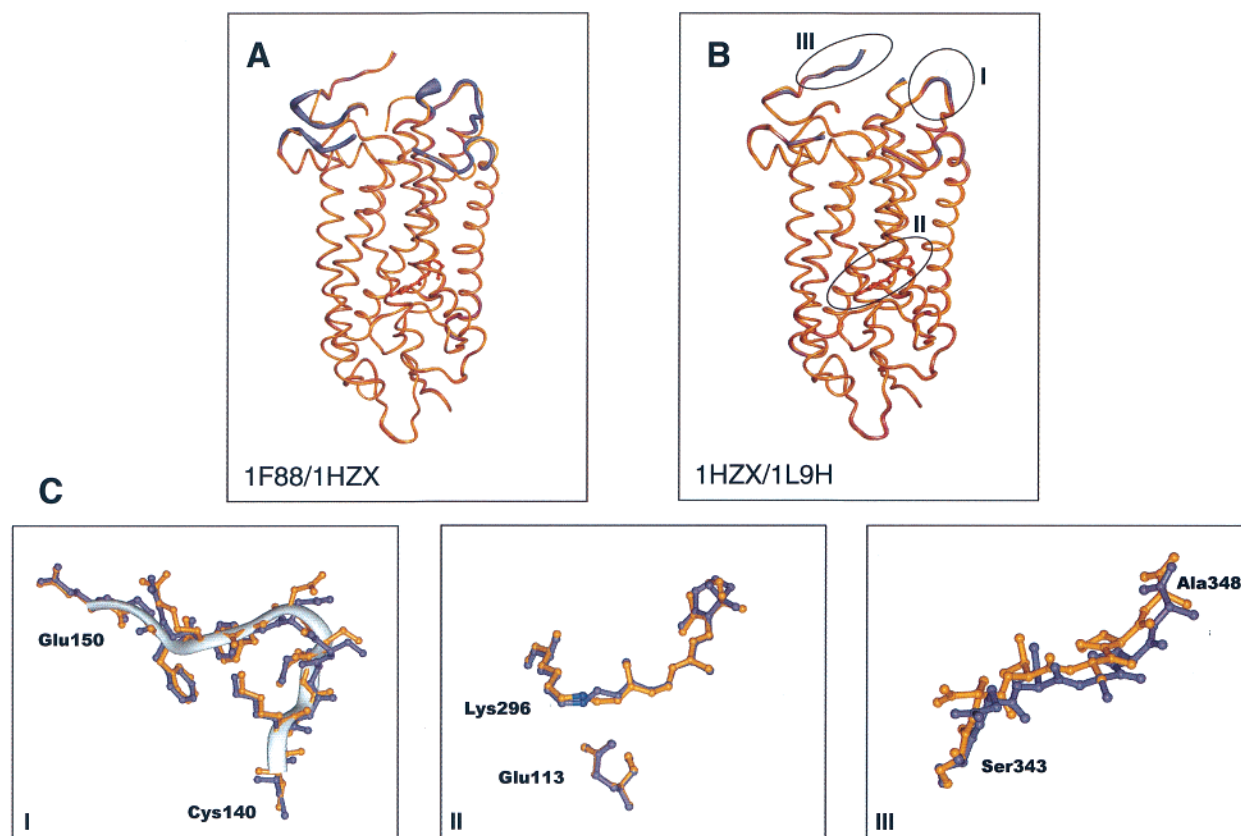 A
1F88/1HZX
B
III
I
II
1HZX/1L9H
C
Glu150
Cys140
I
Lys296
Glu113
II
Ala348
Ser343
III